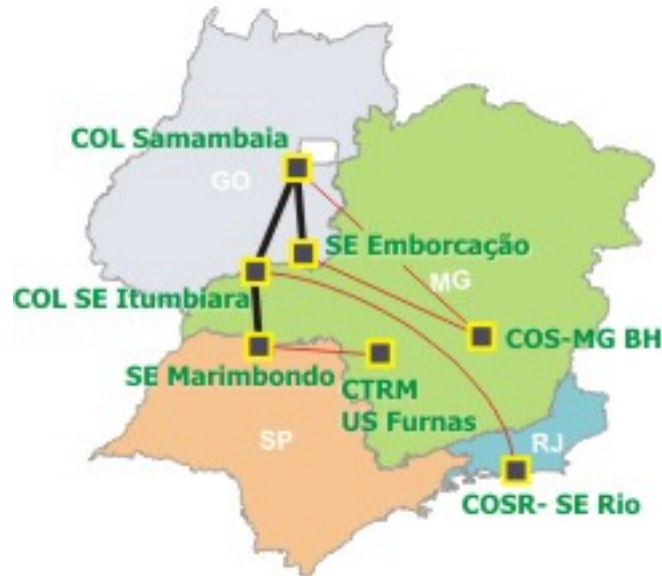 COL Samambaia
GO
SE Emborcação
MG
COL SE Itumbiara
COS-MG BH
SE Marimbondo
CTRM
US Furnas
SP
RJ
COSR- SE Rio